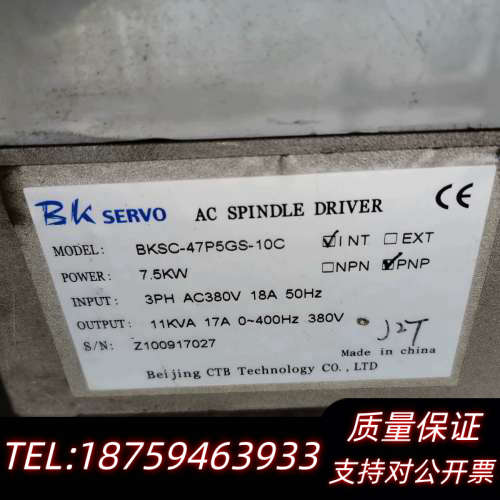 BK SERVO AC SPINDLE DRIVER CE
MODEL: BKSC-47P5GS-10C ☑INT □EXT
POWER: 7.5KW □NPN ☑PNP
INPUT: 3PH AC380V 18A 50Hz
OUTPUT: 11KVA 17A 0~400Hz 380V
S/N: Z100917027
Made in china
Beijing CTB Technology CO.,LTD
TEL:18759463933
质量保证
支持对公开票